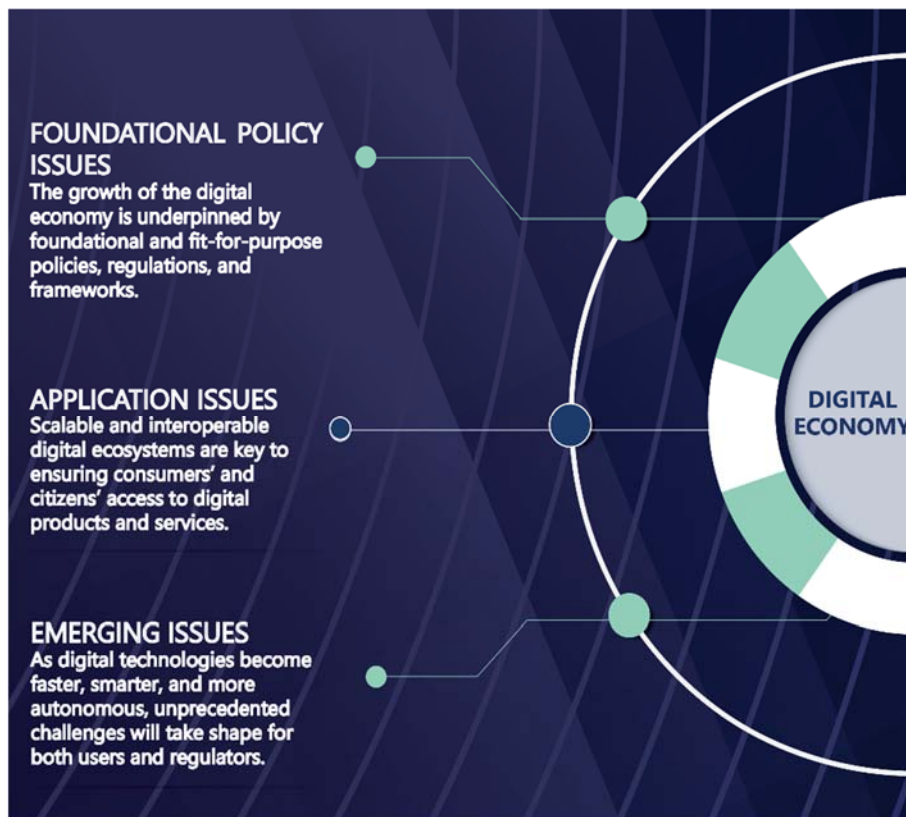 FOUNDATIONAL POLICY
ISSUES
The growth of the digital
economy is underpinned by
foundational and fit-for-purpose
policies, regulations, and
frameworks.
APPLICATION ISSUES
Scalable and interoperable
digital ecosystems are key to
ensuring consumers’ and
citizens’ access to digital
products and services.
EMERGING ISSUES
As digital technologies become
faster, smarter, and more
autonomous, unprecedented
challenges will take shape for
both users and regulators.
DIGITAL
ECONOMY